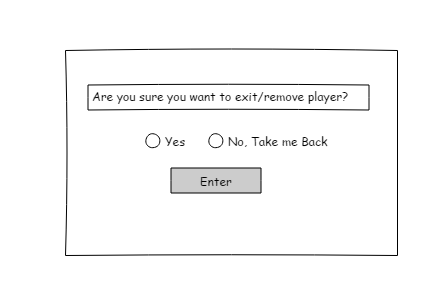 Are you sure you want to exit/remove player?
Yes No, Take me Back
Enter